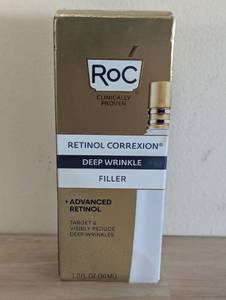 RoC
CLINICALLY
PROVEN
RETINOL CORREXION®
DEEP WRINKLE
FILLER
+ADVANCED
RETINOL
TARGET &
VISIBLY REDUCE
DEEP WRINKLES
1.0 FL OZ (30 ML)